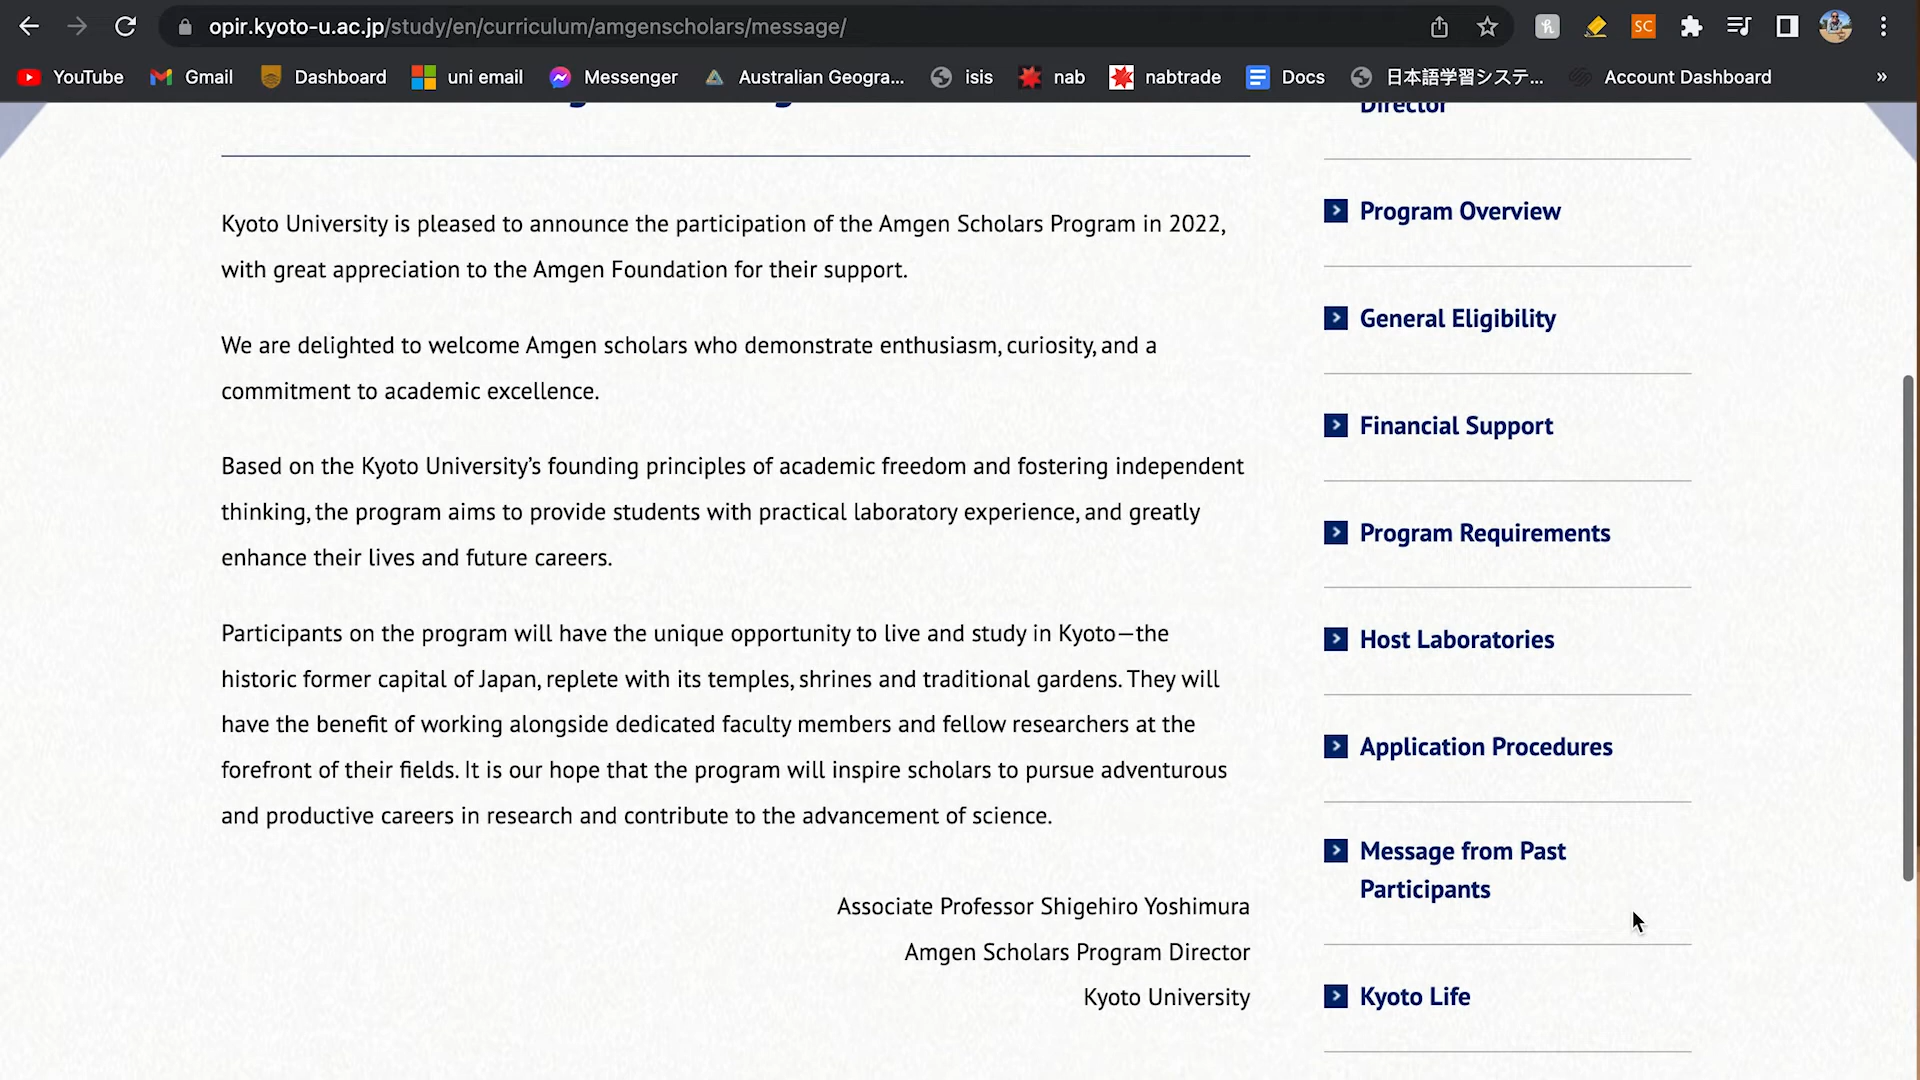 opir.kyoto-u.ac.jp/study/en/curriculum/amgenscholars/message/
SC
YouTube
Gmail
Dashboard
uni email
Messenger
Australian Geogra...
isis
nab
nabtrade
Docs
日本語学習システ...
Account Dashboard
»
Kyoto University is pleased to announce the participation of the Amgen Scholars Program in 2022,
with great appreciation to the Amgen Foundation for their support.
We are delighted to welcome Amgen scholars who demonstrate enthusiasm, curiosity, and a
commitment to academic excellence.
Based on the Kyoto University’s founding principles of academic freedom and fostering independent
thinking, the program aims to provide students with practical laboratory experience, and greatly
enhance their lives and future careers.
Participants on the program will have the unique opportunity to live and study in Kyoto—the
historic former capital of Japan, replete with its temples, shrines and traditional gardens. They will
have the benefit of working alongside dedicated faculty members and fellow researchers at the
forefront of their fields. It is our hope that the program will inspire scholars to pursue adventurous
and productive careers in research and contribute to the advancement of science.
Associate Professor Shigehiro Yoshimura
Amgen Scholars Program Director
Kyoto University
Director
Program Overview
General Eligibility
Financial Support
Program Requirements
Host Laboratories
Application Procedures
Message from Past
Participants
Kyoto Life